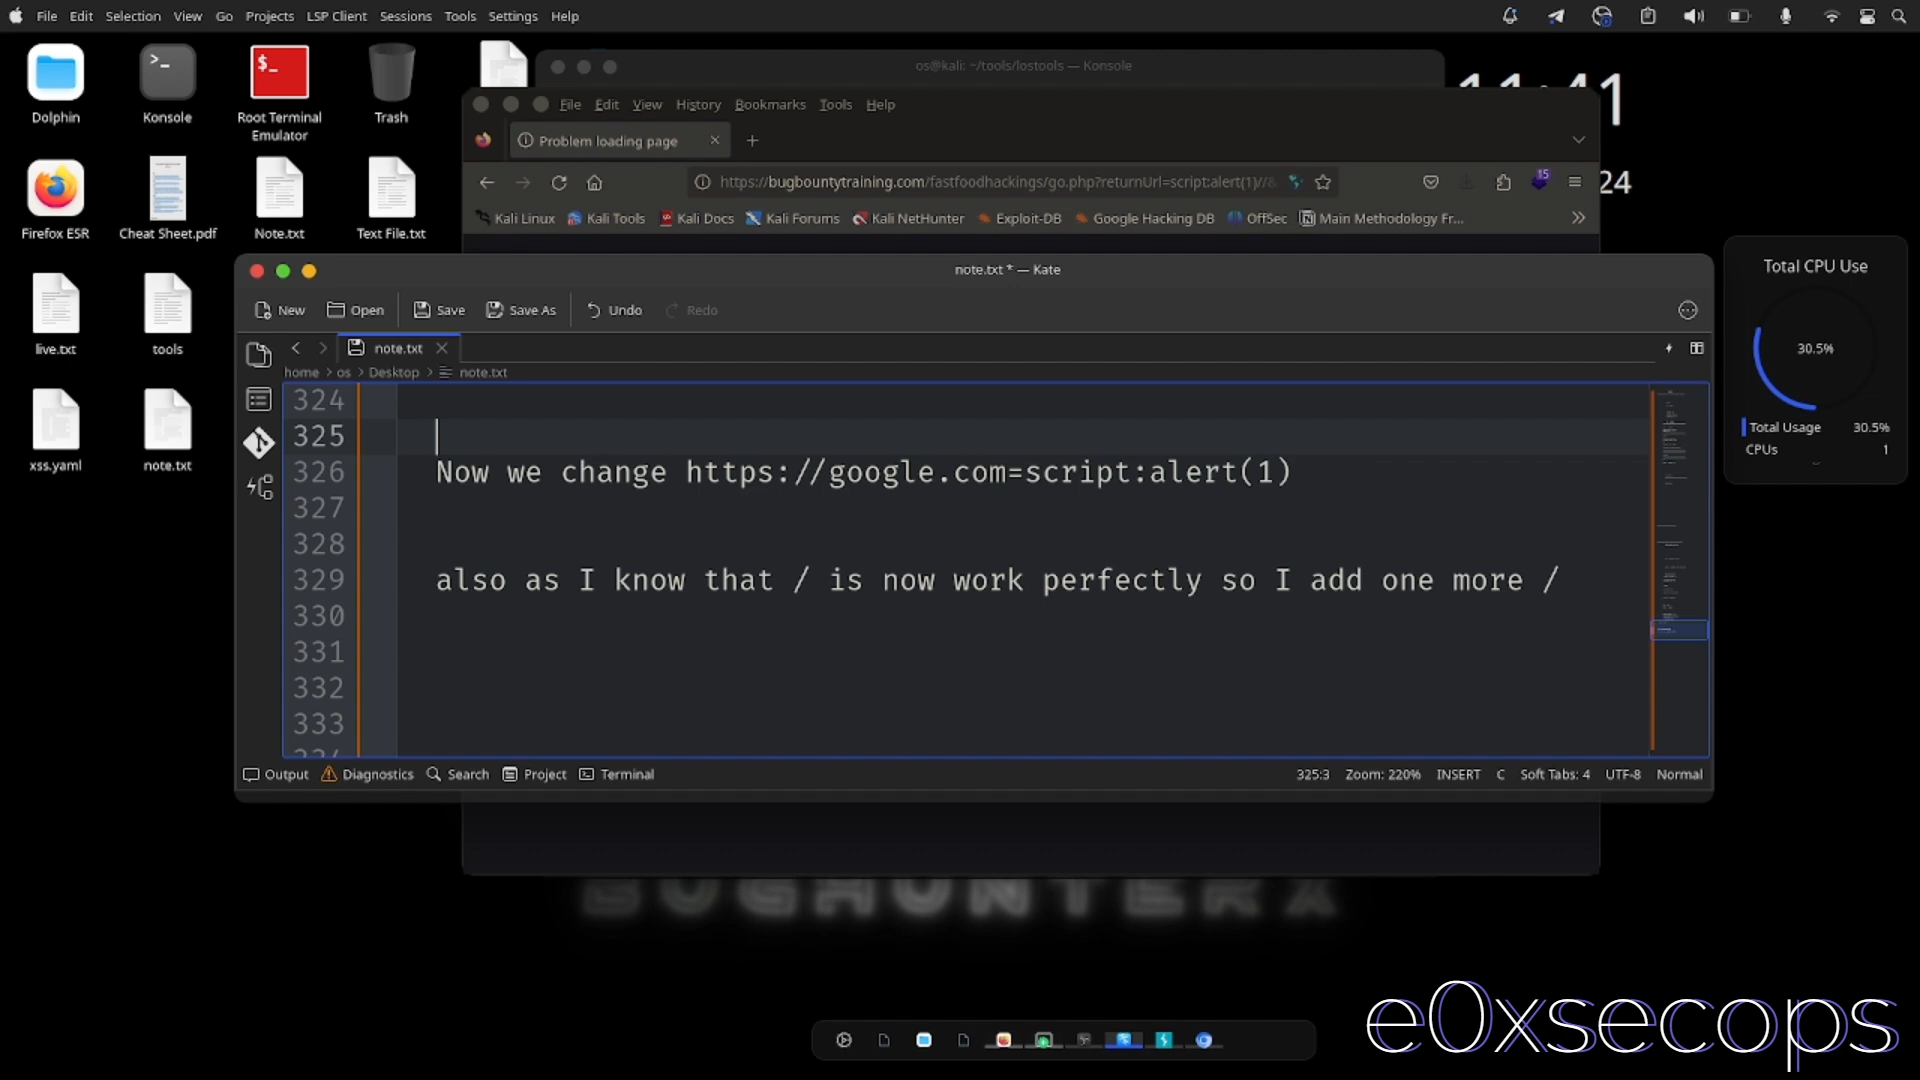 File Edit Selection View Go Projects LSP Client Sessions Tools Settings Help
Dolphin
Konsole
Root Terminal
Emulator
Trash
Firefox ESR
Cheat Sheet.pdf
Note.txt
Text File.txt
live.txt
tools
xss.yaml
note.txt
os@kali: ~/tools/lostools — Konsole
11:41
24
File Edit View History Bookmarks Tools Help
Problem loading page
https://bugbountytraining.com/fastfoodhackings/go.php?returnUrl=script:alert(1)//&
15
Kali Linux Kali Tools Kali Docs Kali Forums Kali NetHunter Exploit-DB Google Hacking DB OffSec Main Methodology Fr...
note.txt * — Kate
New Open Save Save As Undo Redo
note.txt
home > os > Desktop > note.txt
324
325
326 Now we change https://google.com=script:alert(1)
327
328
329 also as I know that / is now work perfectly so I add one more /
330
331
332
333
334
Output Diagnostics Search Project Terminal
325:3 Zoom: 220% INSERT C Soft Tabs: 4 UTF-8 Normal
Total CPU Use
30.5%
Total Usage 30.5%
CPUs 1
BUGHUNTERX
e0xsecops